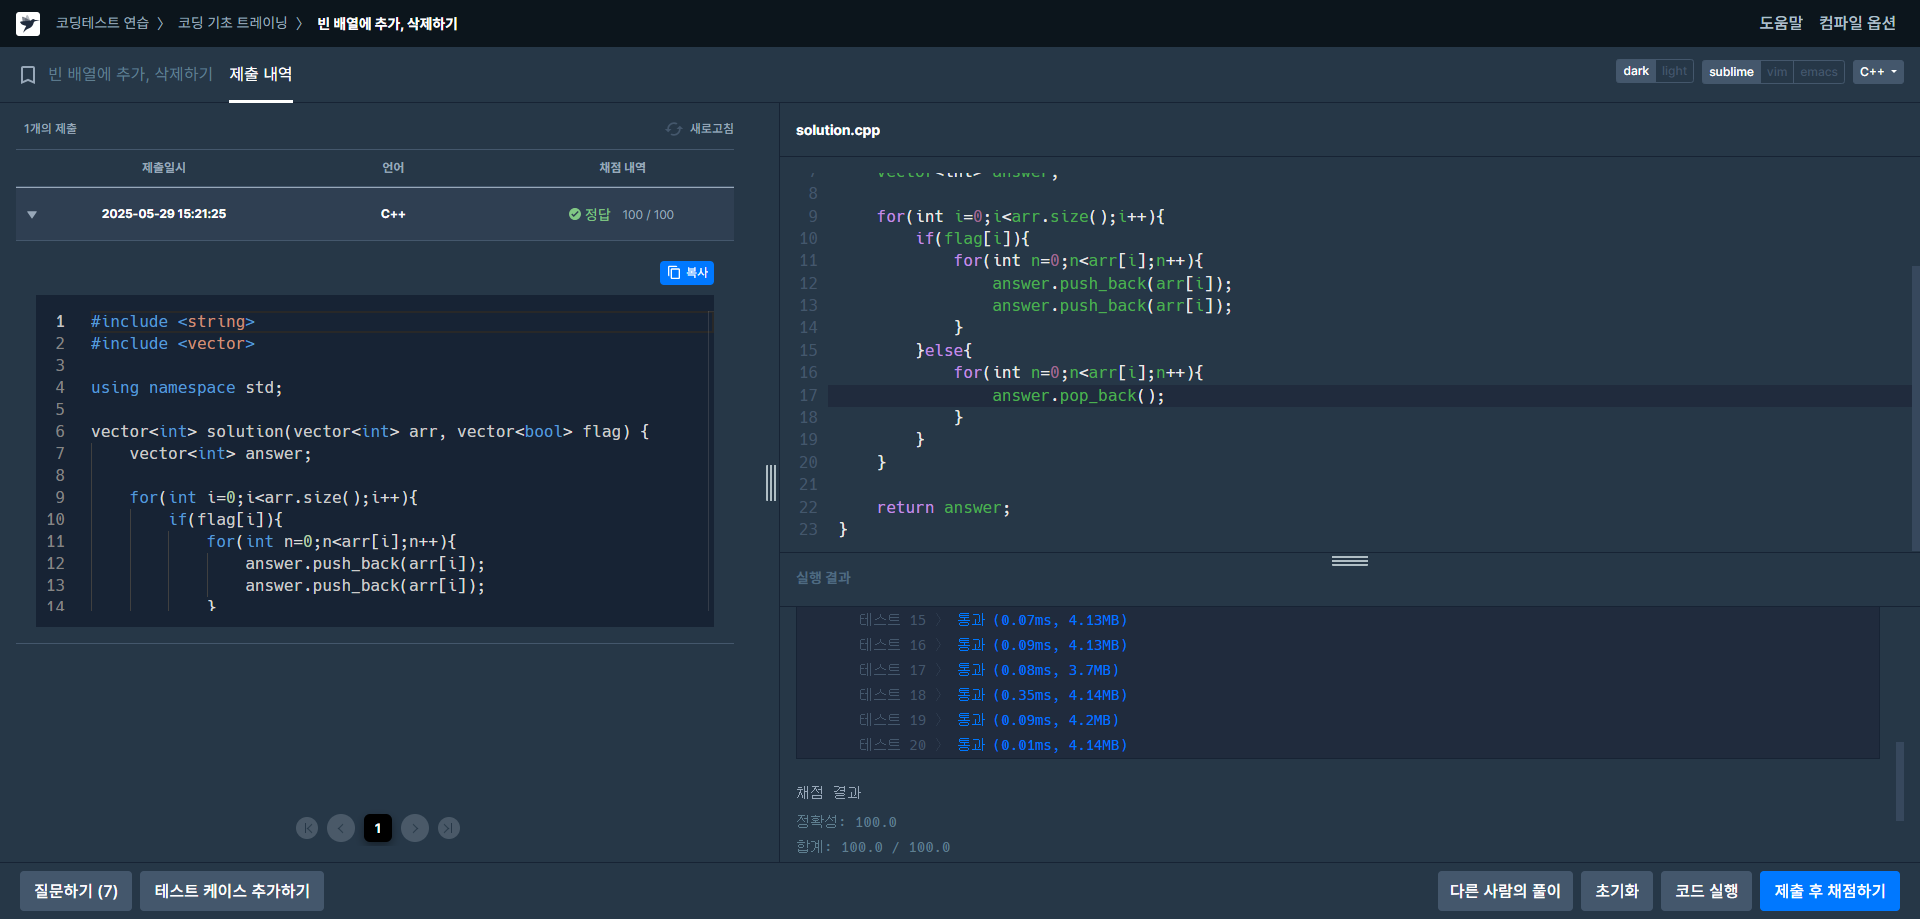 코딩테스트 연습 〉 코딩 기초 트레이닝 〉 빈 배열에 추가, 삭제하기
도움말 컴파일 옵션
빈 배열에 추가, 삭제하기 제출 내역
dark light sublime vim emacs C++
1개의 제출 새로고침
제출일시 언어 채점 내역
2025-05-29 15:21:25 C++ 정답 100 / 100
복사
1 #include <string>
2 #include <vector>
3
4 using namespace std;
5
6 vector<int> solution(vector<int> arr, vector<bool> flag) {
7 vector<int> answer;
8
9 for(int i=0;i<arr.size();i++){
10 if(flag[i]){
11 for(int n=0;n<arr[i];n++){
12 answer.push_back(arr[i]);
13 answer.push_back(arr[i]);
14 }
1
solution.cpp
7 vector<int> answer;
8
9 for(int i=0;i<arr.size();i++){
10 if(flag[i]){
11 for(int n=0;n<arr[i];n++){
12 answer.push_back(arr[i]);
13 answer.push_back(arr[i]);
14 }
15 }else{
16 for(int n=0;n<arr[i];n++){
17 answer.pop_back();
18 }
19 }
20 }
21
22 return answer;
23 }
실행 결과
테스트 15 〉 통과 (0.07ms, 4.13MB)
테스트 16 〉 통과 (0.09ms, 4.13MB)
테스트 17 〉 통과 (0.08ms, 3.7MB)
테스트 18 〉 통과 (0.35ms, 4.14MB)
테스트 19 〉 통과 (0.09ms, 4.2MB)
테스트 20 〉 통과 (0.01ms, 4.14MB)
채점 결과
정확성: 100.0
합계: 100.0 / 100.0
질문하기 (7) 테스트 케이스 추가하기 다른 사람의 풀이 초기화 코드 실행 제출 후 채점하기